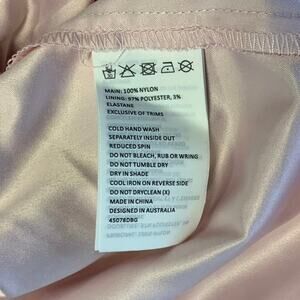 MAIN: 100% NYLON
LINING: 97% POLYESTER, 3%
ELASTANE
EXCLUSIVE OF TRIMS
COLD HAND WASH
SEPARATELY INSIDE OUT
REDUCED SPIN
DO NOT BLEACH, RUB OR WRING
DO NOT TUMBLE DRY
DRY IN SHADE
COOL IRON ON REVERSE SIDE
DO NOT DRYCLEAN (X)
MADE IN CHINA
DESIGNED IN AUSTRALIA
45078DBG